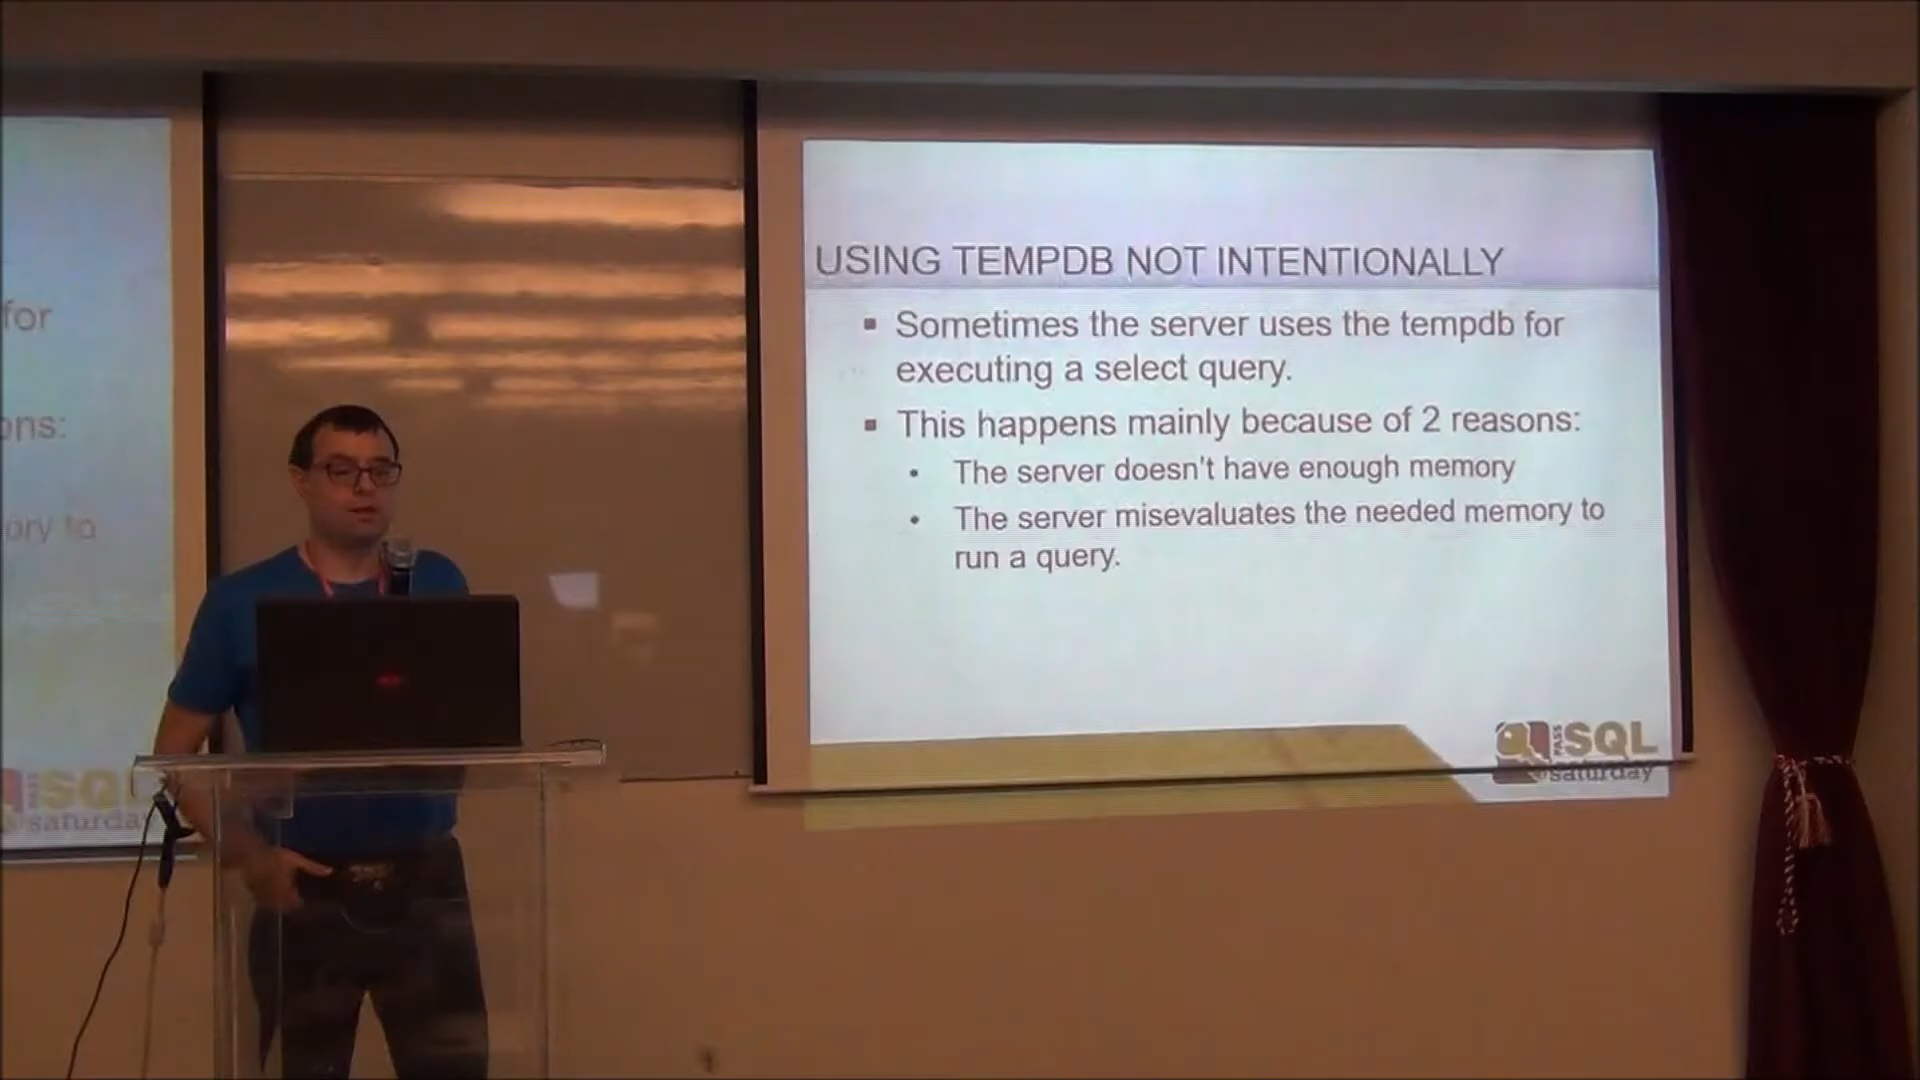 for
ons:
ory to
SQL
saturday
USING TEMPDB NOT INTENTIONALLY
▪ Sometimes the server uses the tempdb for
executing a select query.
▪ This happens mainly because of 2 reasons:
• The server doesn't have enough memory
• The server misevaluates the needed memory to
run a query.
PASS SQL
saturday